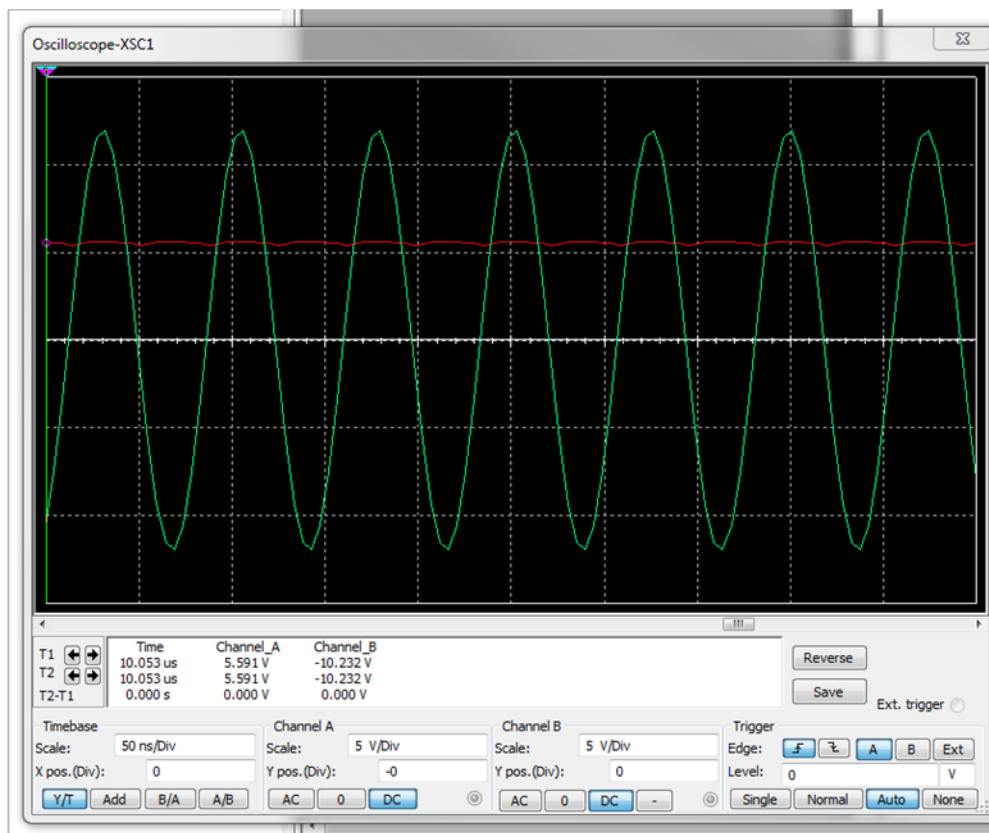 Oscilloscope-XSC1
Time Channel_A Channel_B
T1 10.053 us 5.591 V -10.232 V
T2 10.053 us 5.591 V -10.232 V
T2-T1 0.000 s 0.000 V 0.000 V
Reverse
Save
Ext. trigger
Timebase
Scale: 50 ns/Div
X pos.(Div): 0
Y/T Add B/A A/B
Channel A
Scale: 5 V/Div
Y pos.(Div): -0
AC 0 DC
Channel B
Scale: 5 V/Div
Y pos.(Div): 0
AC 0 DC -
Trigger
Edge: A B Ext
Level: 0 V
Single Normal Auto None